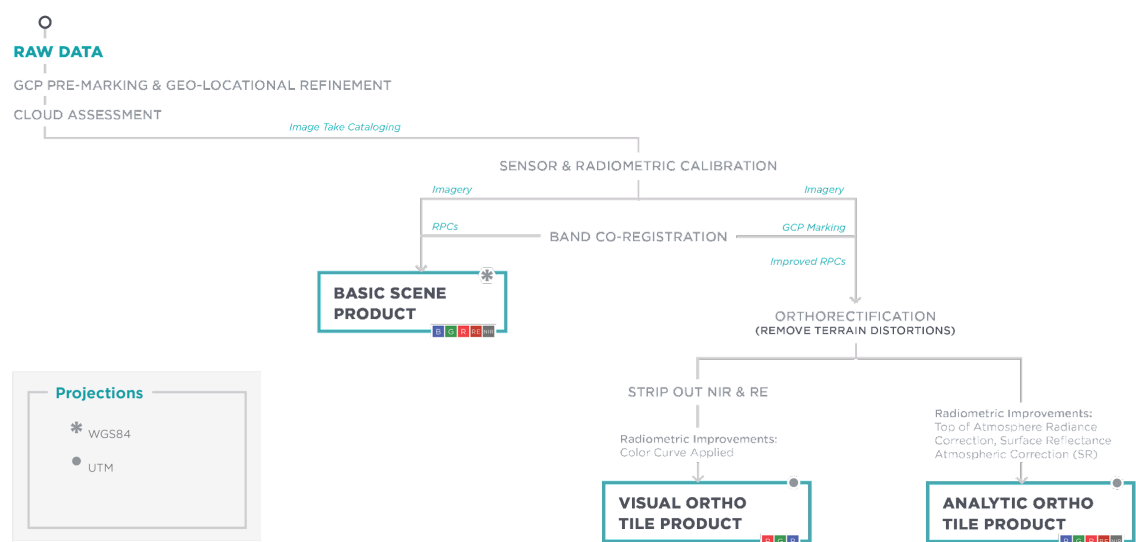 RAW DATA
GCP PRE-MARKING & GEO-LOCATIONAL REFINEMENT
CLOUD ASSESSMENT
Image Take Cataloging
SENSOR & RADIOMETRIC CALIBRATION
Imagery
Imagery
RPCs
BAND CO-REGISTRATION
GCP Marking
Improved RPCs
BASIC SCENE
PRODUCT
B G R RE NIR
ORTHORECTIFICATION
(REMOVE TERRAIN DISTORTIONS)
STRIP OUT NIR & RE
Radiometric Improvements:
Color Curve Applied
Radiometric Improvements:
Top of Atmosphere Radiance
Correction, Surface Reflectance
Atmospheric Correction (SR)
VISUAL ORTHO
TILE PRODUCT
R G B
ANALYTIC ORTHO
TILE PRODUCT
B G R RE NIR
Projections
WGS84
UTM